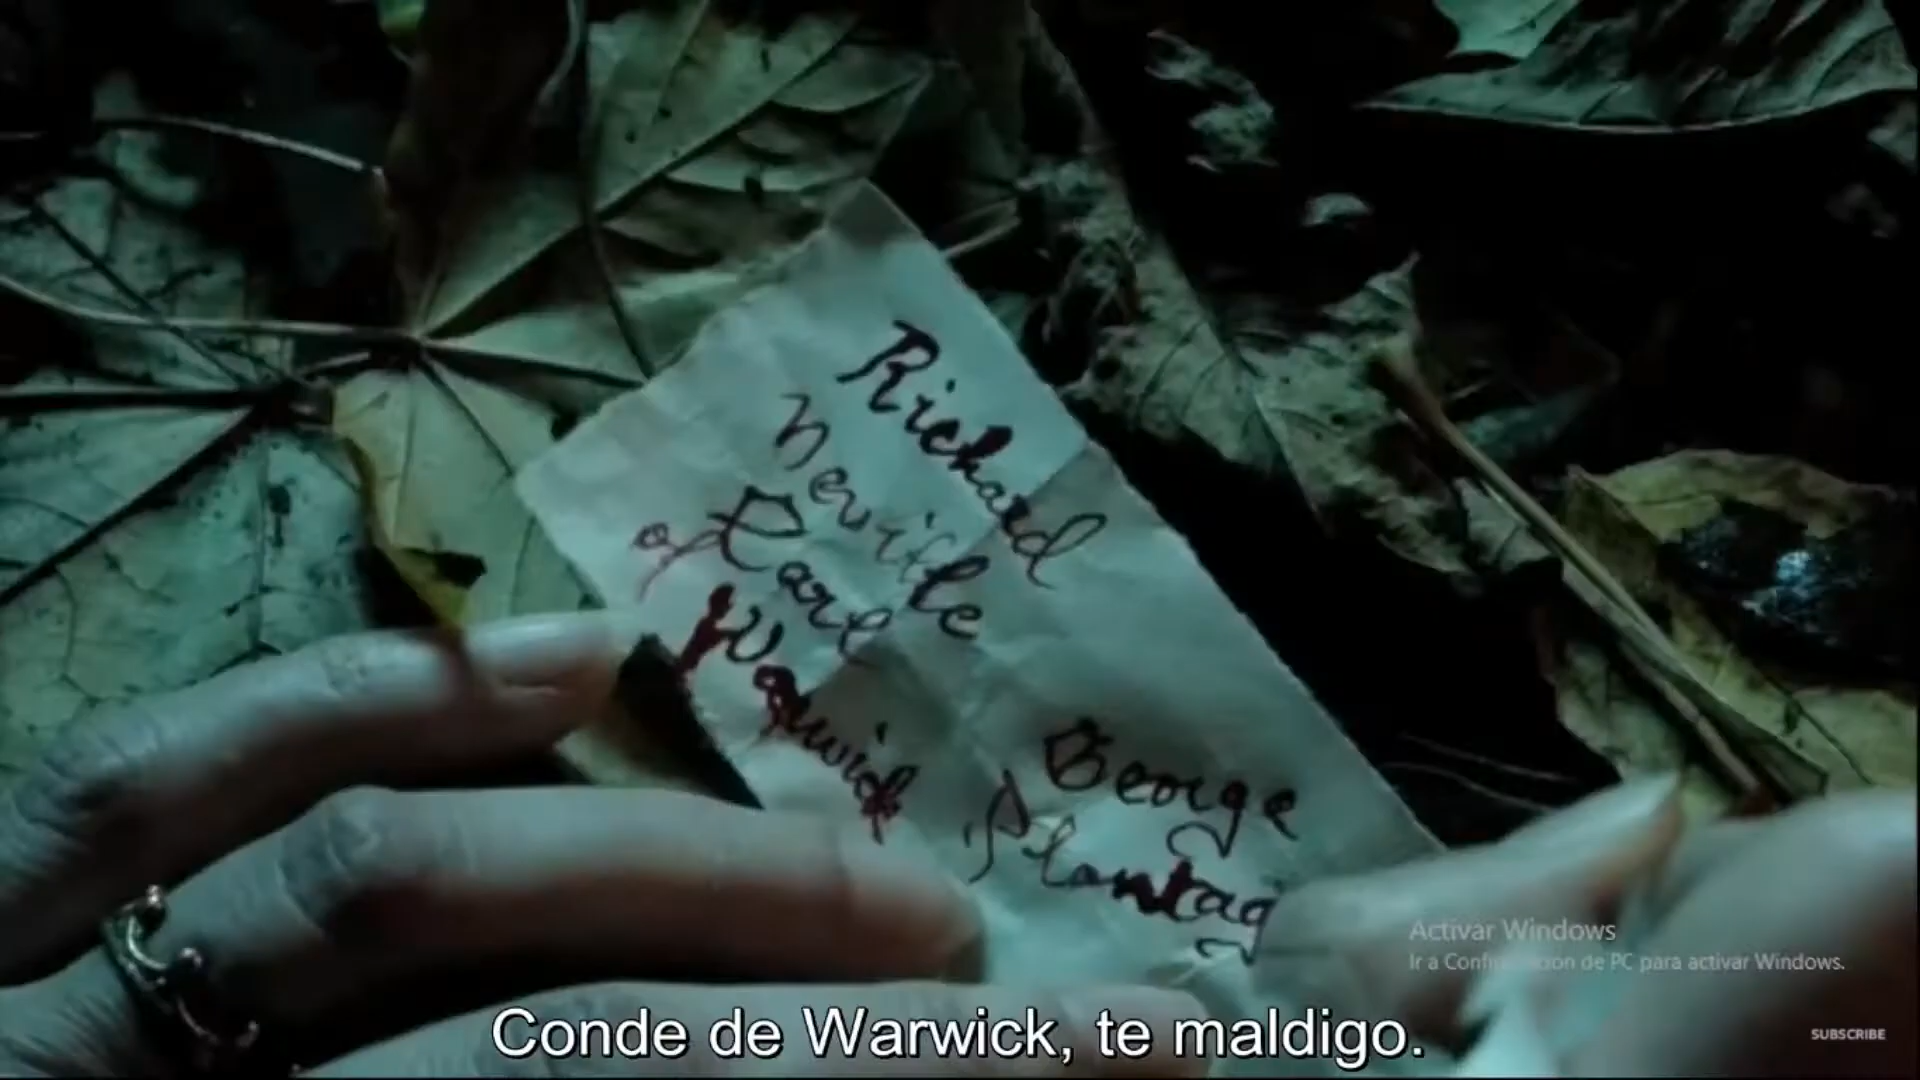 Richard
Neville
Earl
of Warwick
George
Plantag
Activar Windows
Ir a Configuración de PC para activar Windows.
Conde de Warwick, te maldigo.
SUBSCRIBE